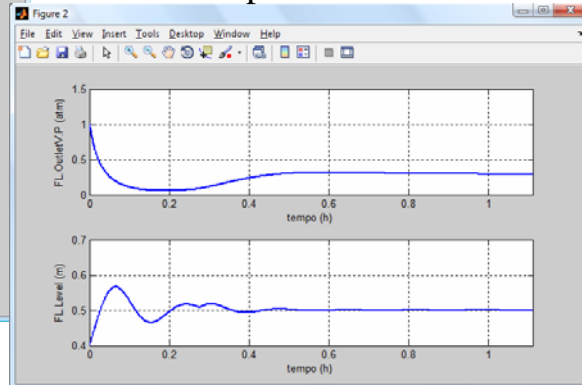 Figure 2
File Edit View Insert Tools Desktop Window Help
1.5
1
0.5
0
FL.OutletV.P (atm)
0 0.2 0.4 0.6 0.8 1
tempo (h)
0.7
0.6
0.5
0.4
FL.Level (m)
0 0.2 0.4 0.6 0.8 1
tempo (h)